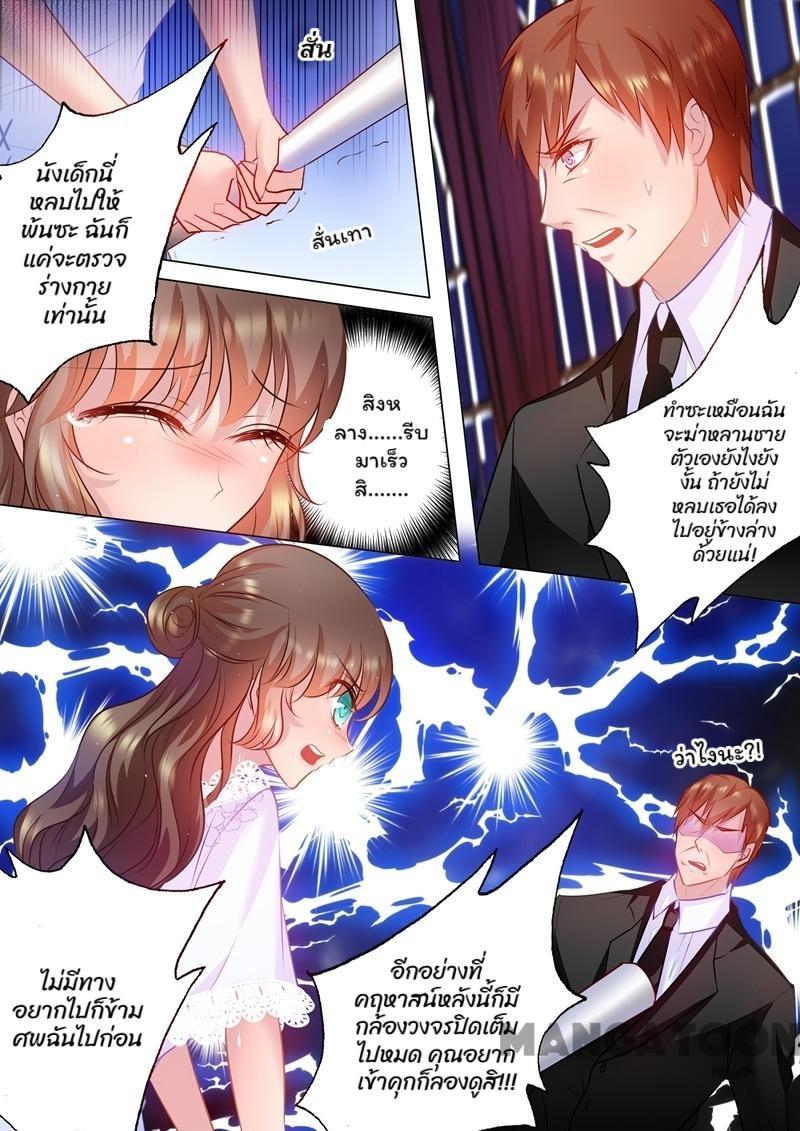 สั่น
นังเด็กนี่
หลบไปให้
พ้นซะ ฉันก็
แค่จะตรวจ
ร่างกาย
เท่านั้น
สั่นเทา
ทำซะเหมือนฉัน
จะฆ่าหลานชาย
ตัวเองยังไงยัง
งั้น ถ้ายังไม่
หลบเธอได้ลง
ไปอยู่ข้างล่าง
ด้วยแน่!
สิงห
ลาง......รีบ
มาเร็ว
สิ.......
ว่าไงนะ?!
ไม่มีทาง
อยากไปก็ข้าม
ศพฉันไปก่อน
อีกอย่างที่
คฤหาสน์หลังนี้ก็มี
กล้องวงจรปิดเต็ม
ไปหมด คุณอยาก
เข้าคุกก็ลองดูสิ!!!
MANGATOON